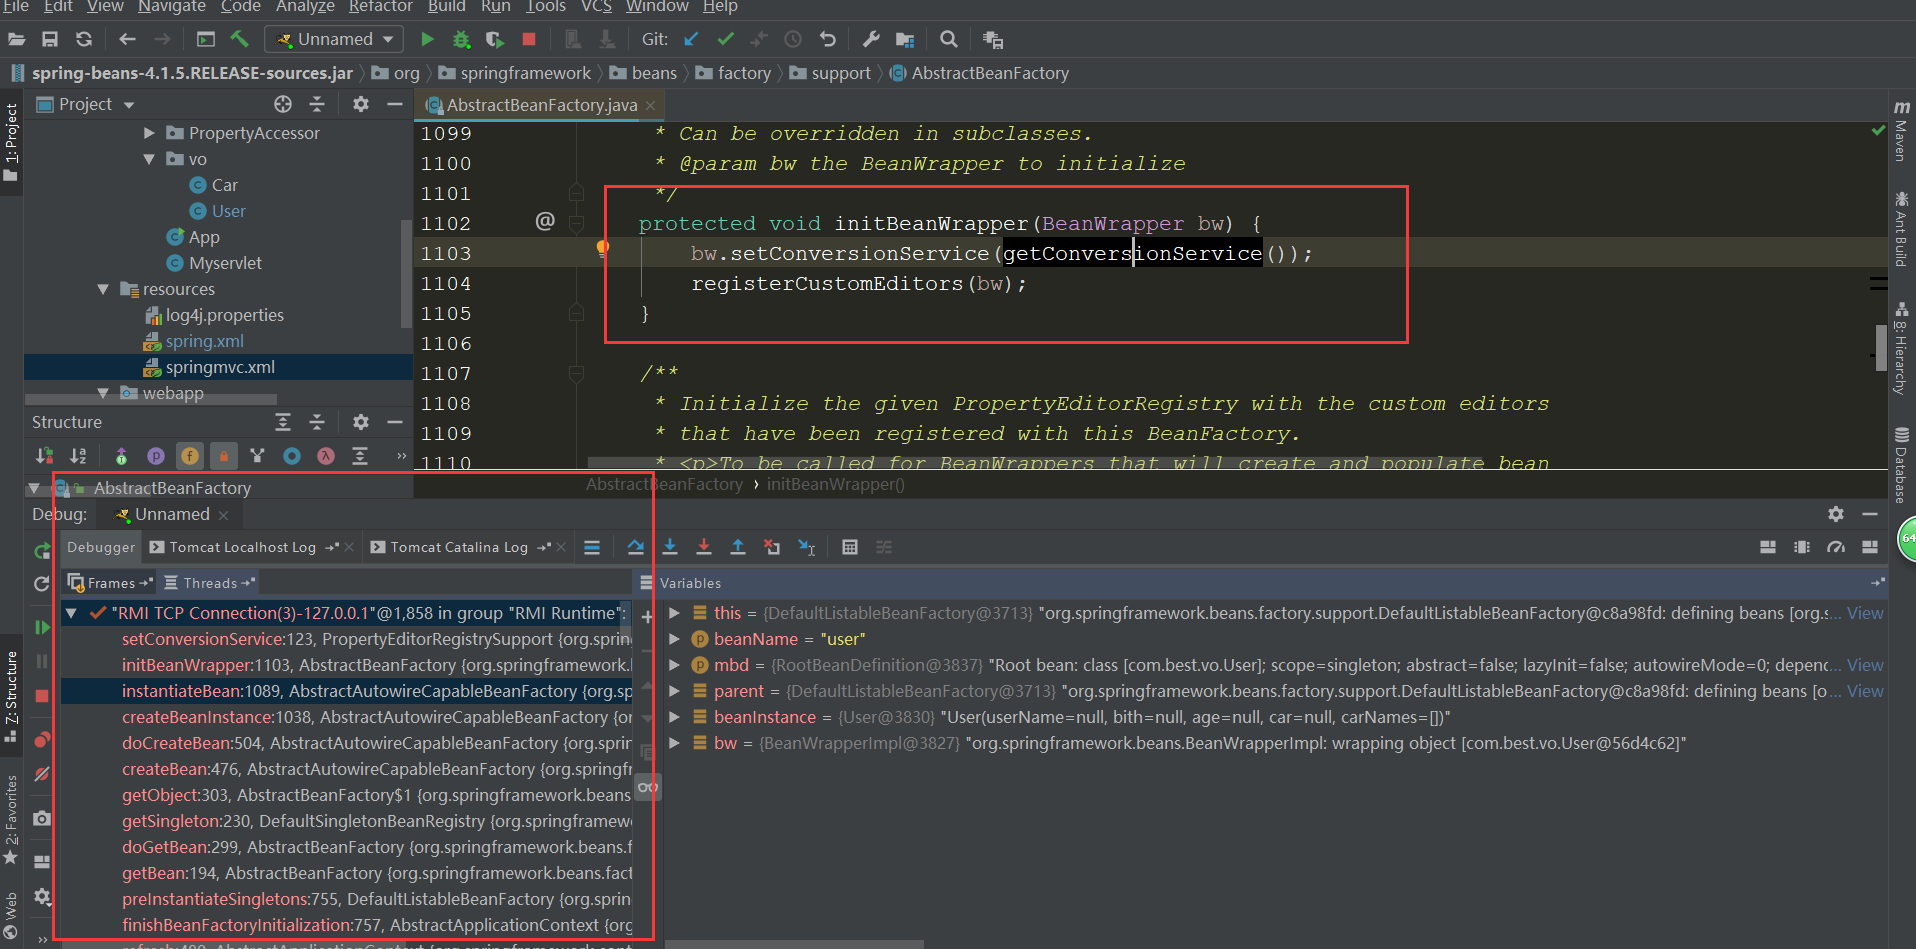 File Edit View Navigate Code Analyze Refactor Build Run Tools VCS Window Help
Unnamed Git:
spring-beans-4.1.5.RELEASE-sources.jar org springframework beans factory support AbstractBeanFactory
Project
AbstractBeanFactory.java
1: Project
PropertyAccessor
vo
Car
User
App
Myservlet
resources
log4j.properties
spring.xml
springmvc.xml
webapp
1099 * Can be overridden in subclasses.
1100 * @param bw the BeanWrapper to initialize
1101 */
1102 @ protected void initBeanWrapper(BeanWrapper bw) {
1103 bw.setConversionService(getConversionService());
1104 registerCustomEditors(bw);
1105 }
1106
1107 /**
1108 * Initialize the given PropertyEditorRegistry with the custom editors
1109 * that have been registered with this BeanFactory.
1110 * <p>To be called for BeanWrappers that will create and populate bean
Maven
Ant Build
8: Hierarchy
Database
64
Structure
AbstractBeanFactory
AbstractBeanFactory › initBeanWrapper()
Debug: Unnamed
Debugger Tomcat Localhost Log Tomcat Catalina Log
Frames Threads
"RMI TCP Connection(3)-127.0.0.1"@1,858 in group "RMI Runtime":
setConversionService:123, PropertyEditorRegistrySupport {org.spring
initBeanWrapper:1103, AbstractBeanFactory {org.springframework.
instantiateBean:1089, AbstractAutowireCapableBeanFactory {org.sp
createBeanInstance:1038, AbstractAutowireCapableBeanFactory {or
doCreateBean:504, AbstractAutowireCapableBeanFactory {org.sprin
createBean:476, AbstractAutowireCapableBeanFactory {org.springfr
getObject:303, AbstractBeanFactory$1 {org.springframework.beans
getSingleton:230, DefaultSingletonBeanRegistry {org.springframew
doGetBean:299, AbstractBeanFactory {org.springframework.beans.f
getBean:194, AbstractBeanFactory {org.springframework.beans.fact
preInstantiateSingletons:755, DefaultListableBeanFactory {org.sprin
finishBeanFactoryInitialization:757, AbstractApplicationContext {org
refresh:480, AbstractApplicationContext {org.springframework.cont
Variables
this = {DefaultListableBeanFactory@3713} "org.springframework.beans.factory.support.DefaultListableBeanFactory@c8a98fd: defining beans [org.s... View
beanName = "user"
mbd = {RootBeanDefinition@3837} "Root bean: class [com.best.vo.User]; scope=singleton; abstract=false; lazyInit=false; autowireMode=0; depend... View
parent = {DefaultListableBeanFactory@3713} "org.springframework.beans.factory.support.DefaultListableBeanFactory@c8a98fd: defining beans [o... View
beanInstance = {User@3830} "User(userName=null, bith=null, age=null, car=null, carNames=[])"
bw = {BeanWrapperImpl@3827} "org.springframework.beans.BeanWrapperImpl: wrapping object [com.best.vo.User@56d4c62]"
7: Structure
2: Favorites
Web